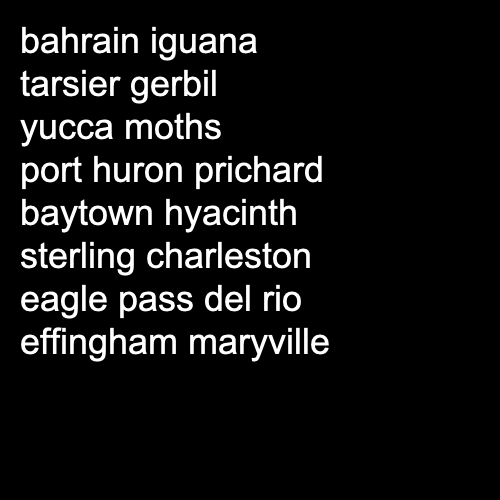 bahrain iguana
tarsier gerbil
yucca moths
port huron prichard
baytown hyacinth
sterling charleston
eagle pass del rio
effingham maryville